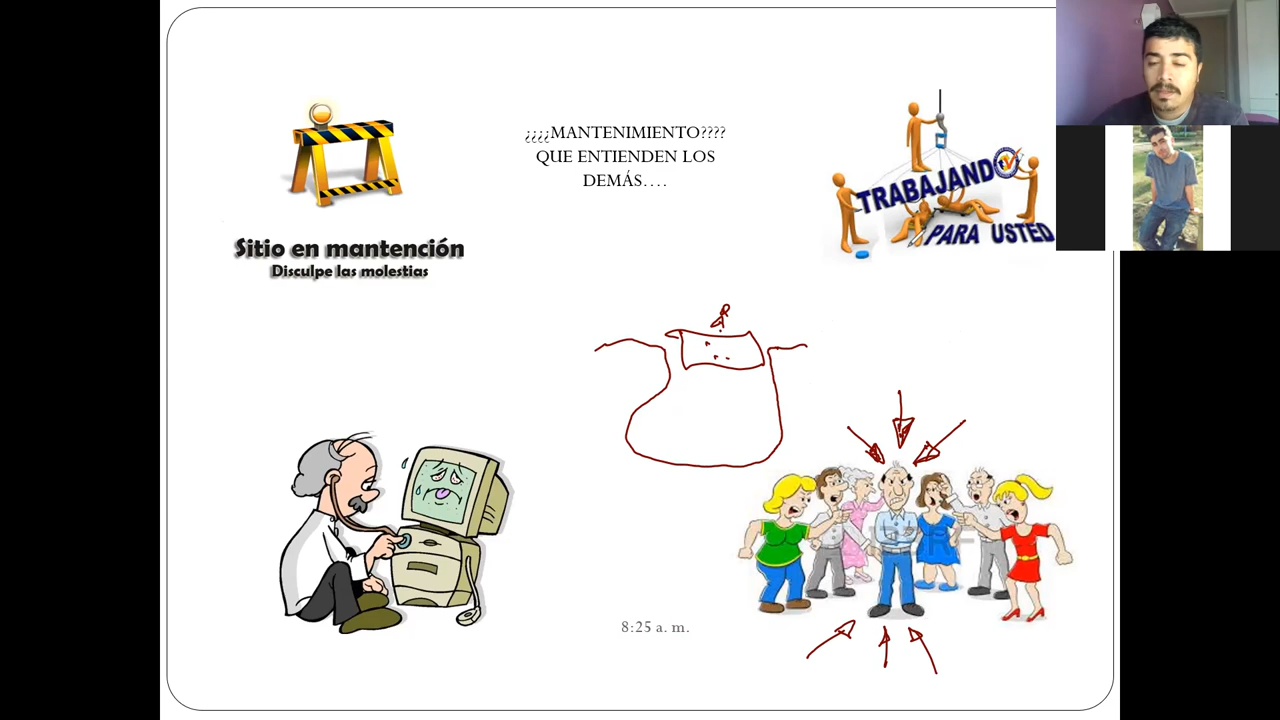 ¿¿¿¿MANTENIMIENTO????
QUE ENTIENDEN LOS
DEMÁS....
TRABAJANDO
PARA USTED
Sitio en mantención
Disculpe las molestias
8:25 a. m.